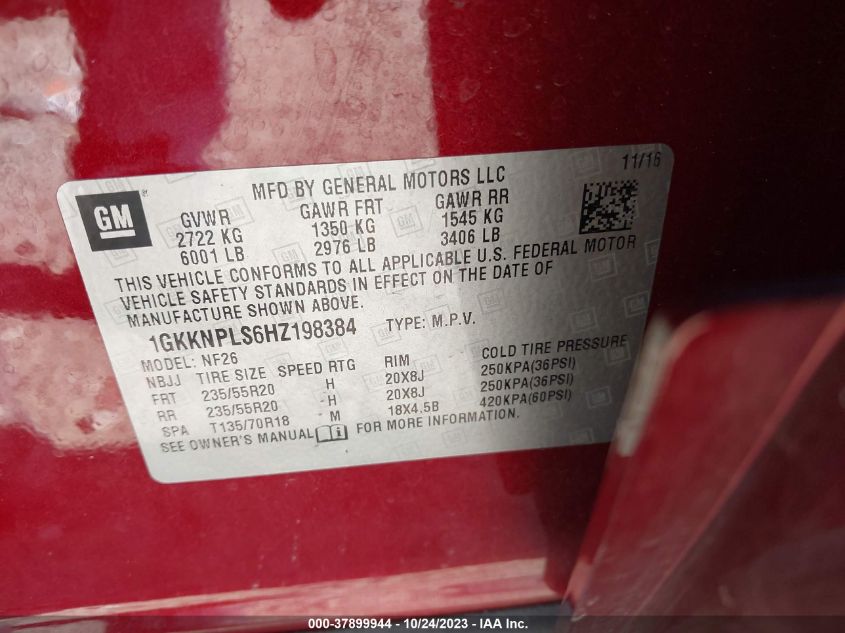 11/16
MFD BY GENERAL MOTORS LLC
GM
GVWR GAWR FRT GAWR RR
2722 KG 1350 KG 1545 KG
6001 LB 2976 LB 3406 LB
THIS VEHICLE CONFORMS TO ALL APPLICABLE U.S. FEDERAL MOTOR
VEHICLE SAFETY STANDARDS IN EFFECT ON THE DATE OF
MANUFACTURE SHOWN ABOVE.
1GKKNPLS6HZ198384 TYPE: M.P.V.
MODEL: NF26
NBJJ TIRE SIZE SPEED RTG RIM COLD TIRE PRESSURE
FRT 235/55R20 H 20X8J 250KPA(36PSI)
RR 235/55R20 H 20X8J 250KPA(36PSI)
SPA T135/70R18 M 18X4.5B 420KPA(60PSI)
SEE OWNER'S MANUAL FOR MORE INFORMATION.
000-37899944 - 10/24/2023 - IAA Inc.